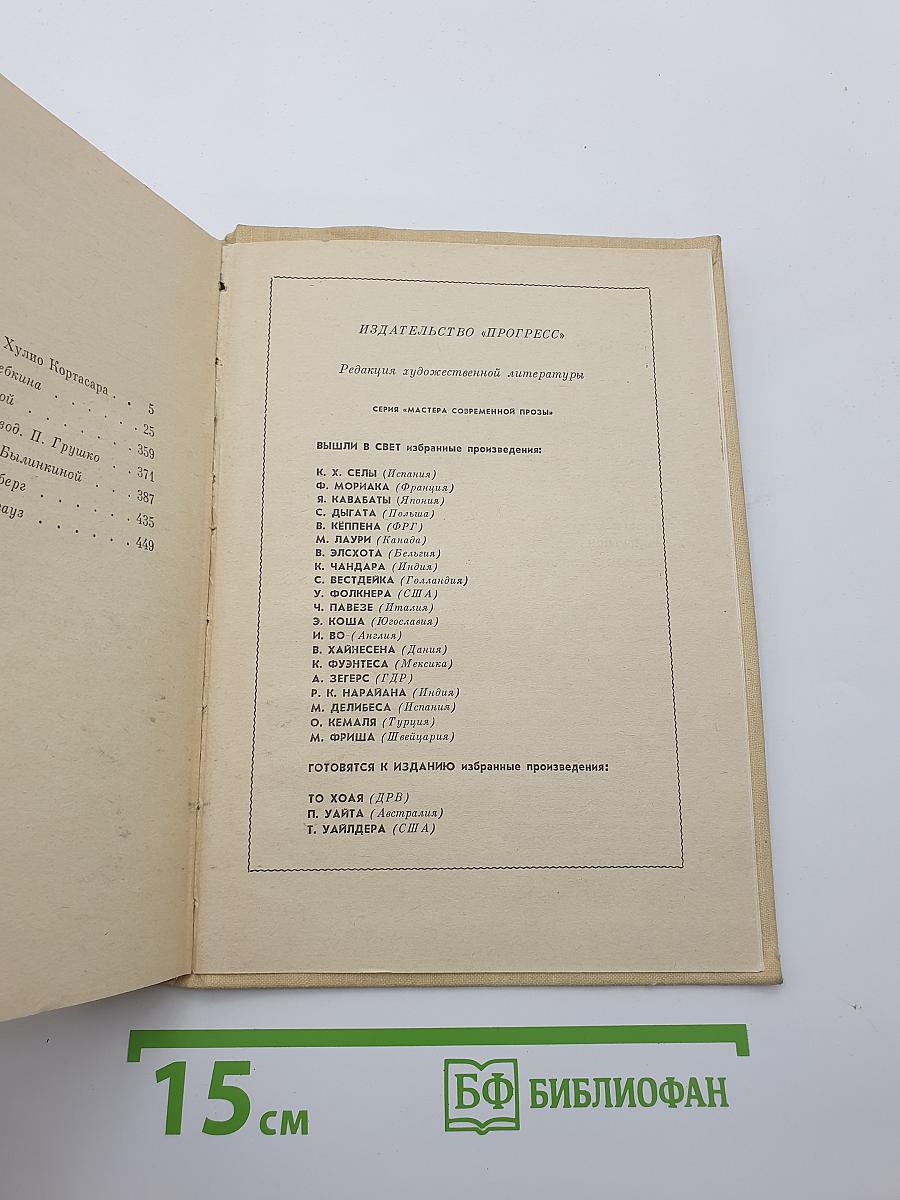 Хулио Кортасара . . 5
. . . . . . 25
ой . . . . . . 359
вод. П. Грушко . . 371
Былинкиной . . . . 387
берг . . . . . . 435
ауз . . . . . . 449
ИЗДАТЕЛЬСТВО «ПРОГРЕСС»
Редакция художественной литературы
СЕРИЯ «МАСТЕРА СОВРЕМЕННОЙ ПРОЗЫ»
ВЫШЛИ В СВЕТ избранные произведения:
К. Х. СЕЛЫ (Испания)
Ф. МОРИАКА (Франция)
Я. КАВАБАТЫ (Япония)
С. ДЫГАТА (Польша)
В. КЁППЕНА (ФРГ)
М. ЛАУРИ (Канада)
В. ЭЛСХОТА (Бельгия)
К. ЧАНДАРА (Индия)
С. ВЕСТДЕЙКА (Голландия)
У. ФОЛКНЕРА (США)
Ч. ПАВЕЗЕ (Италия)
Э. КОША (Югославия)
И. ВО (Англия)
В. ХАЙНЕСЕНА (Дания)
К. ФУЭНТЕСА (Мексика)
А. ЗЕГЕРС (ГДР)
Р. К. НАРАЙАНА (Индия)
М. ДЕЛИБЕСА (Испания)
О. КЕМАЛЯ (Турция)
М. ФРИША (Швейцария)
ГОТОВЯТСЯ К ИЗДАНИЮ избранные произведения:
ТО ХОАЯ (ДРВ)
П. УАЙТА (Австралия)
Т. УАЙЛДЕРА (США)
15 см
БФ БИБЛИОФАН